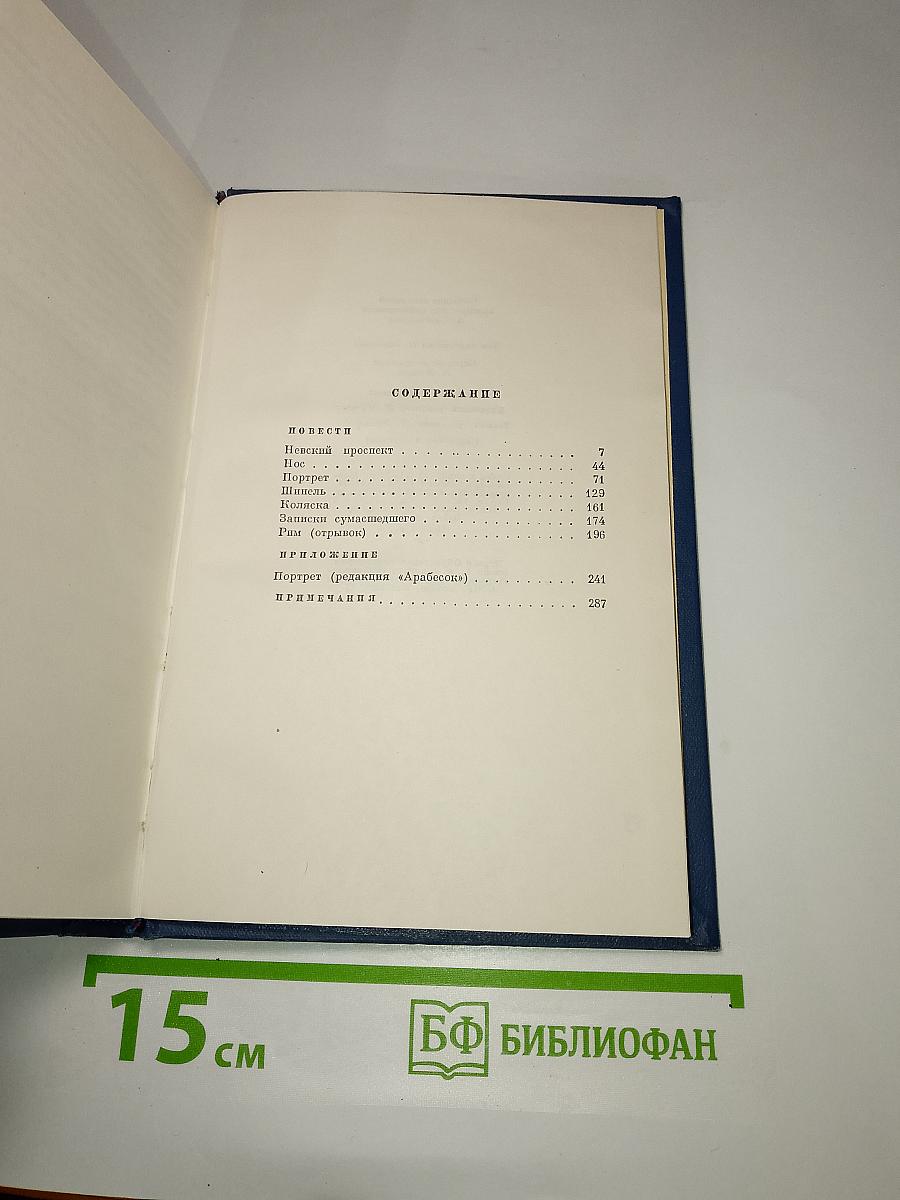 СОДЕРЖАНИЕ
ПОВЕСТИ
Невский проспект . . . . . . . . . . . . . . . . 7
Нос . . . . . . . . . . . . . . . . . . . . . . . 44
Портрет . . . . . . . . . . . . . . . . . . . . . 71
Шинель . . . . . . . . . . . . . . . . . . . . . 129
Коляска . . . . . . . . . . . . . . . . . . . . . 161
Записки сумасшедшего . . . . . . . . . . . . . 174
Рим (отрывок) . . . . . . . . . . . . . . . . . 196
ПРИЛОЖЕНИЕ
Портрет (редакция «Арабесок») . . . . . . . . . 241
ПРИМЕЧАНИЯ . . . . . . . . . . . . . . . . . . 287
15 см
БФ БИБЛИОФАН